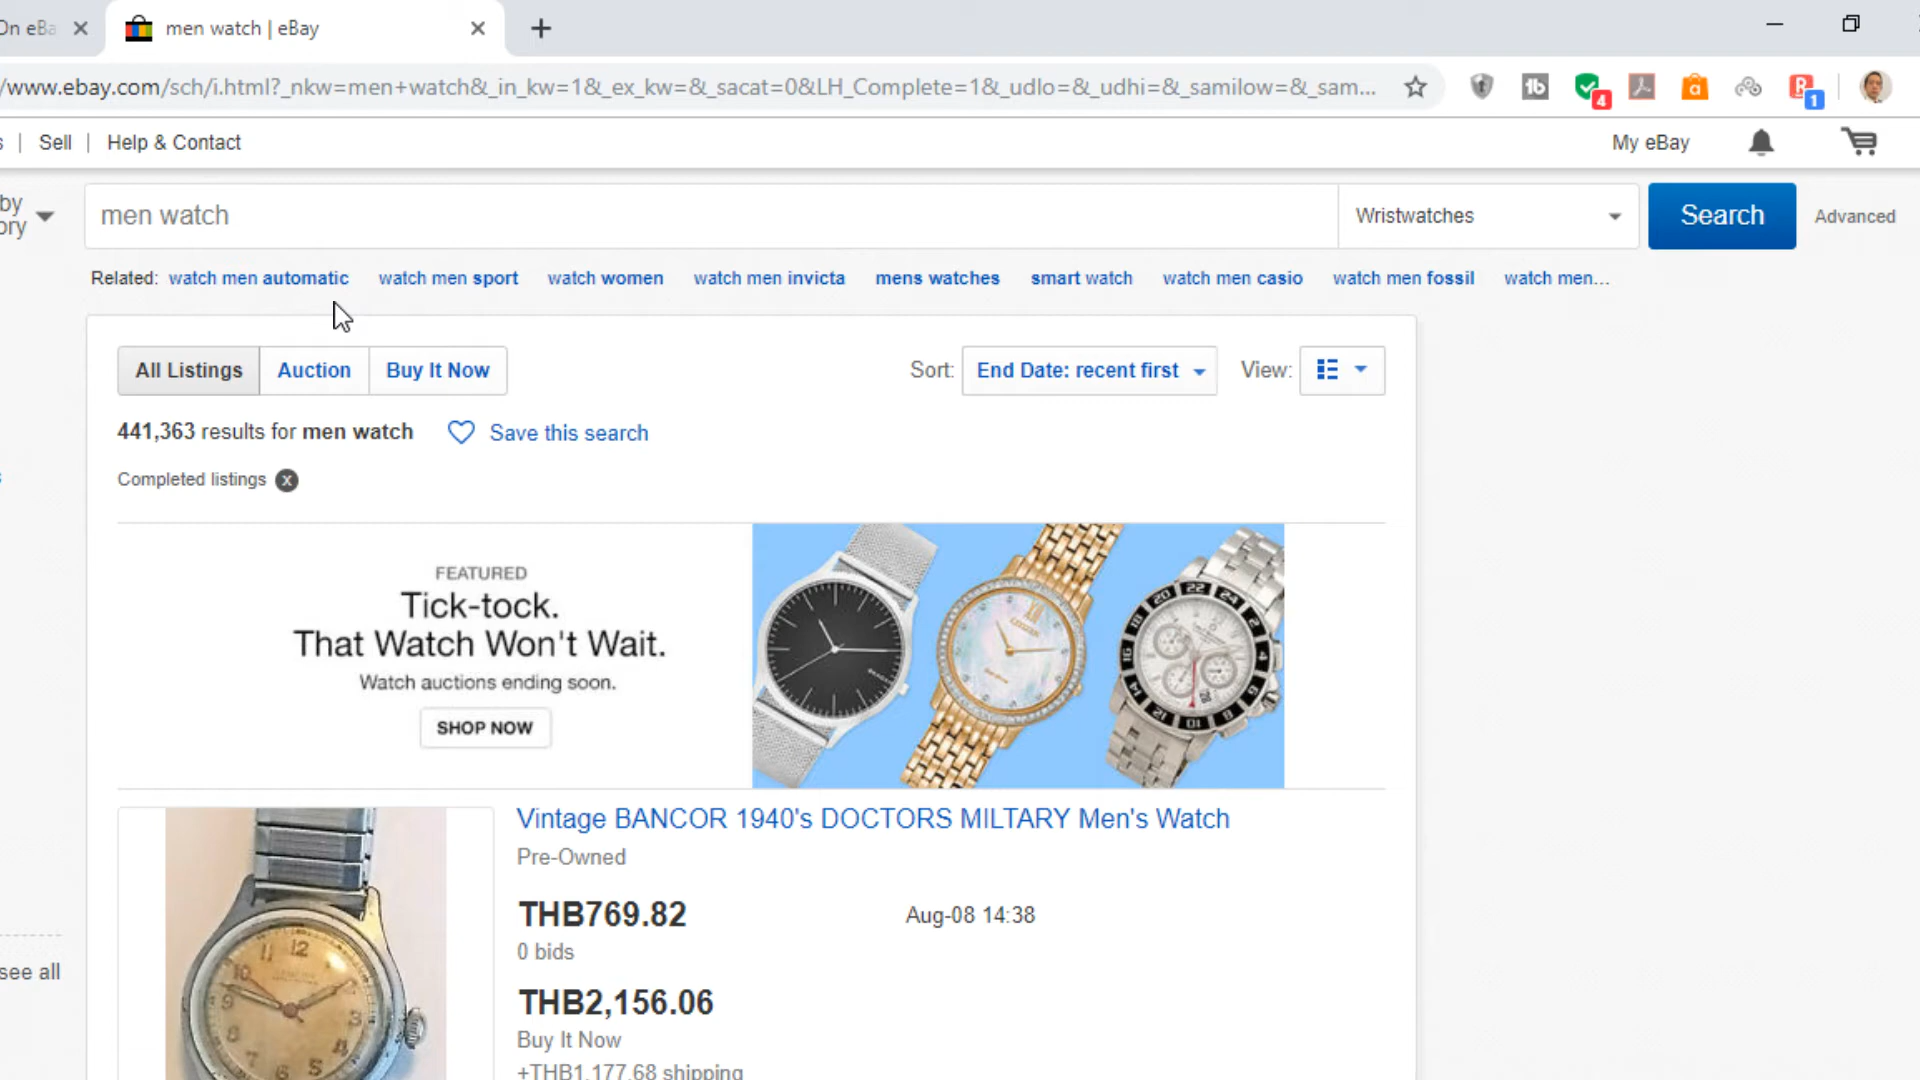 On eBa
men watch | eBay
/www.ebay.com/sch/i.html?_nkw=men+watch&_in_kw=1&_ex_kw=&_sacat=0&LH_Complete=1&_udlo=&_udhi=&_samilow=&_sam...
4
1
s | Sell | Help & Contact
My eBay
by
ory
men watch
Wristwatches
Search
Advanced
Related: watch men automatic watch men sport watch women watch men invicta mens watches smart watch watch men casio watch men fossil watch men...
All Listings Auction Buy It Now
Sort: End Date: recent first View:
441,363 results for men watch Save this search
Completed listings x
FEATURED
Tick-tock.
That Watch Won't Wait.
Watch auctions ending soon.
SHOP NOW
CITIZEN
Vintage BANCOR 1940's DOCTORS MILTARY Men's Watch
Pre-Owned
THB769.82 Aug-08 14:38
0 bids
see all
THB2,156.06
Buy It Now
+THB1,177.68 shipping